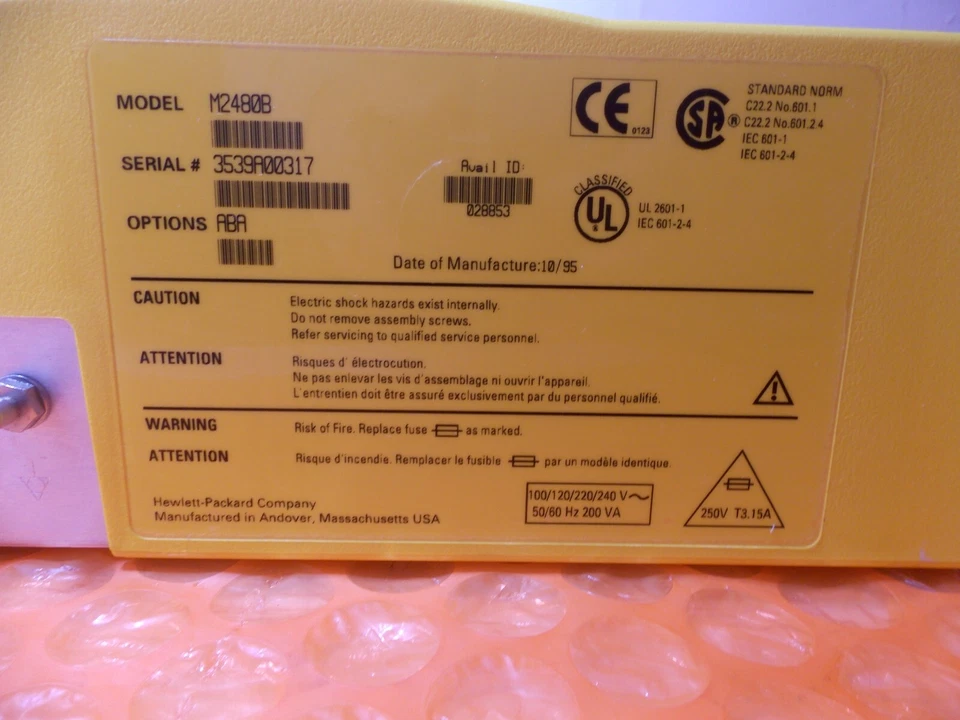 MODEL M2480B
SERIAL # 3539A00317
OPTIONS ABA
Avail ID:
028853
CE 0123
CSA ®
STANDARD NORM
C22.2 No.601.1
C22.2 No.601.2.4
IEC 601-1
IEC 601-2-4
CLASSIFIED
UL ®
UL 2601-1
IEC 601-2-4
Date of Manufacture:10/95
CAUTION Electric shock hazards exist internally.
Do not remove assembly screws.
Refer servicing to qualified service personnel.
ATTENTION Risques d' électrocution.
Ne pas enlevar les vis d'assemblage ni ouvrir l'appareil.
L'entretien doit être assuré exclusivement par du personnel qualifié.
!
WARNING Risk of Fire. Replace fuse as marked.
ATTENTION Risque d'incendie. Remplacer le fusible par un modèle identique.
Hewlett-Packard Company
Manufactured in Andover, Massachusetts USA
100/120/220/240 V~
50/60 Hz 200 VA
250V T3.15A